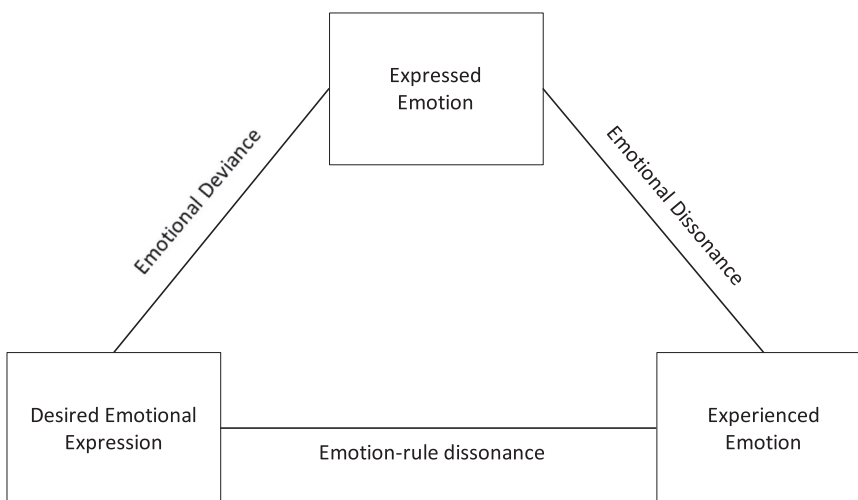 Expressed
Emotion
Emotional Deviance
Emotional Dissonance
Desired Emotional
Expression
Emotion-rule dissonance
Experienced
Emotion